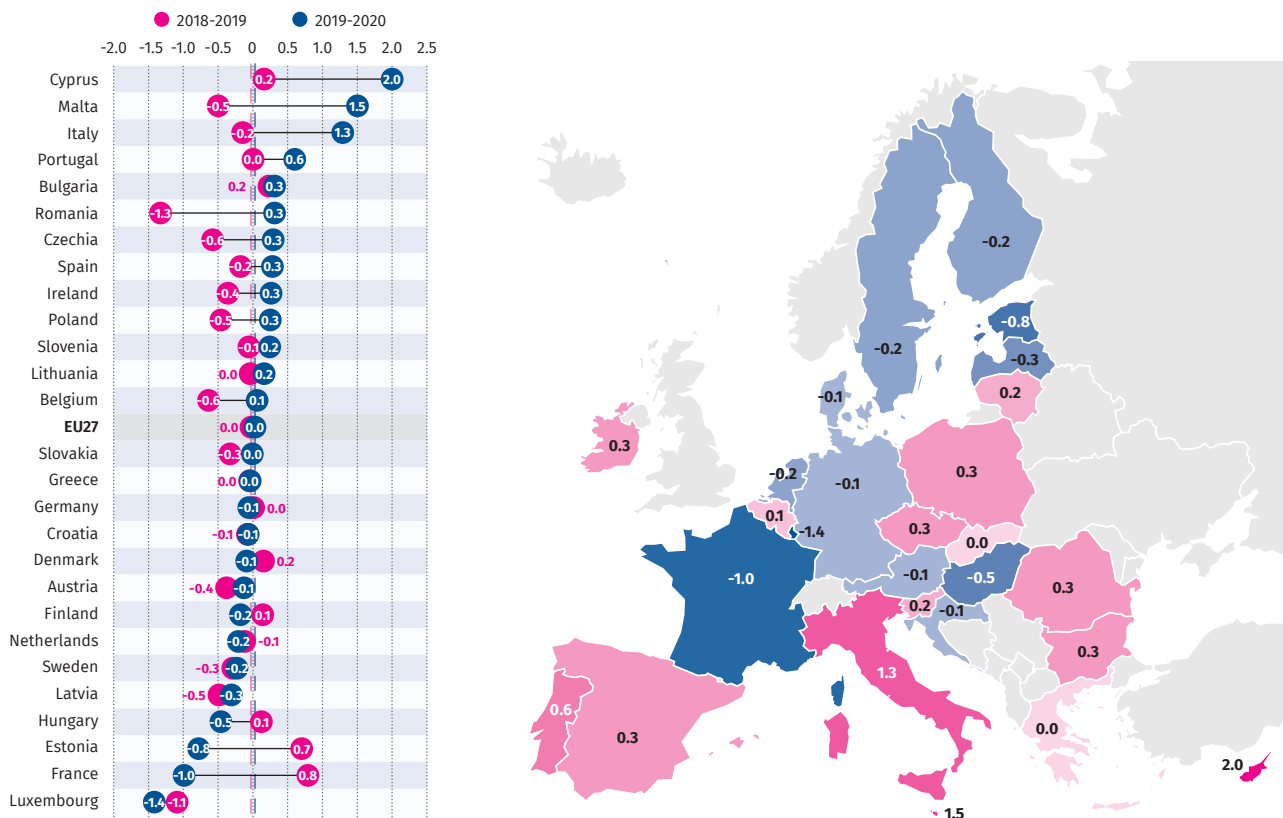 2018-2019 2019-2020
-2.0 -1.5 -1.0 -0.5 0 0.5 1.0 1.5 2.0 2.5
Cyprus 0.2 2.0
Malta -0.5 1.5
Italy -0.2 1.3
Portugal 0.0 0.6
Bulgaria 0.2 0.3
Romania -1.3 0.3
Czechia -0.6 0.3
Spain -0.2 0.3
Ireland -0.4 0.3
Poland -0.5 0.3
Slovenia -0.1 0.2
Lithuania 0.0 0.2
Belgium -0.6 0.1
EU27 0.0 0.0
Slovakia -0.3 0.0
Greece 0.0 0.0
Germany -0.1 0.0
Croatia -0.1 -0.1
Denmark -0.1 0.2
Austria -0.4 -0.1
Finland -0.2 0.1
Netherlands -0.2 -0.1
Sweden -0.3 -0.2
Latvia -0.5 -0.3
Hungary -0.5 0.1
Estonia -0.8 0.7
France -1.0 0.8
Luxembourg -1.4 -1.1
-0.2
-0.8
-0.2
-0.3
0.2
-0.1
0.3
-0.2
-0.1
0.3
0.1
-1.4
0.3
0.0
-1.0
-0.1
-0.5
0.3
0.2
-0.1
0.3
1.3
0.6
0.3
0.0
2.0
1.5